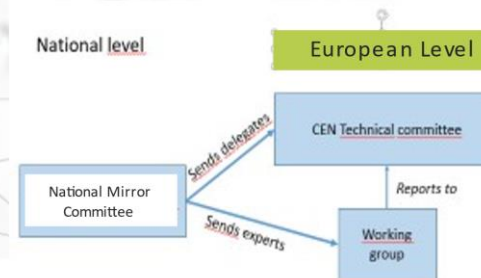 National level
European Level
Sends delegates
CEN Technical committee
National Mirror
Committee
Reports to
Sends experts
Working
group